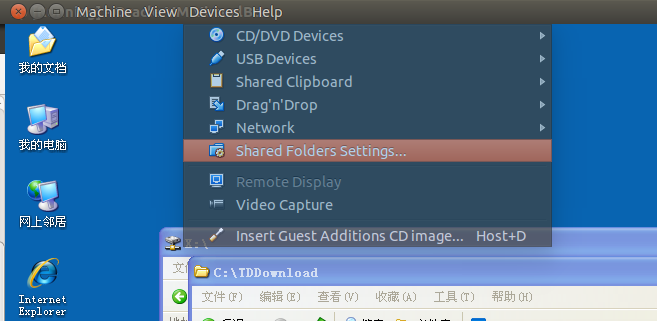 Machine View Devices Help
CD/DVD Devices
USB Devices
Shared Clipboard
Drag'n'Drop
Network
Shared Folders Settings...
Remote Display
Video Capture
Insert Guest Additions CD image... Host+D
我的文档
我的电脑
网上邻居
Internet
Explorer
X:\
C:\TDDownload
文件(F) 编辑(E) 查看(V) 收藏(A) 工具(T) 帮助(H)